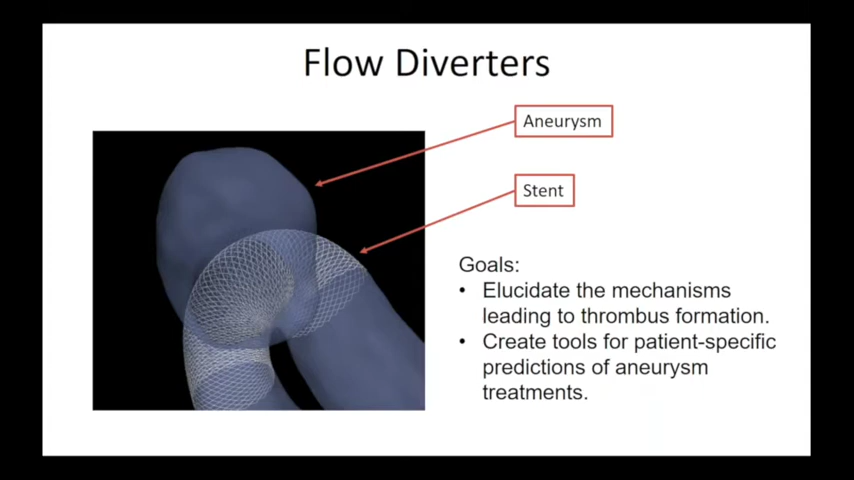 Flow Diverters
Aneurysm
Stent
Goals:
• Elucidate the mechanisms
leading to thrombus formation.
• Create tools for patient-specific
predictions of aneurysm
treatments.